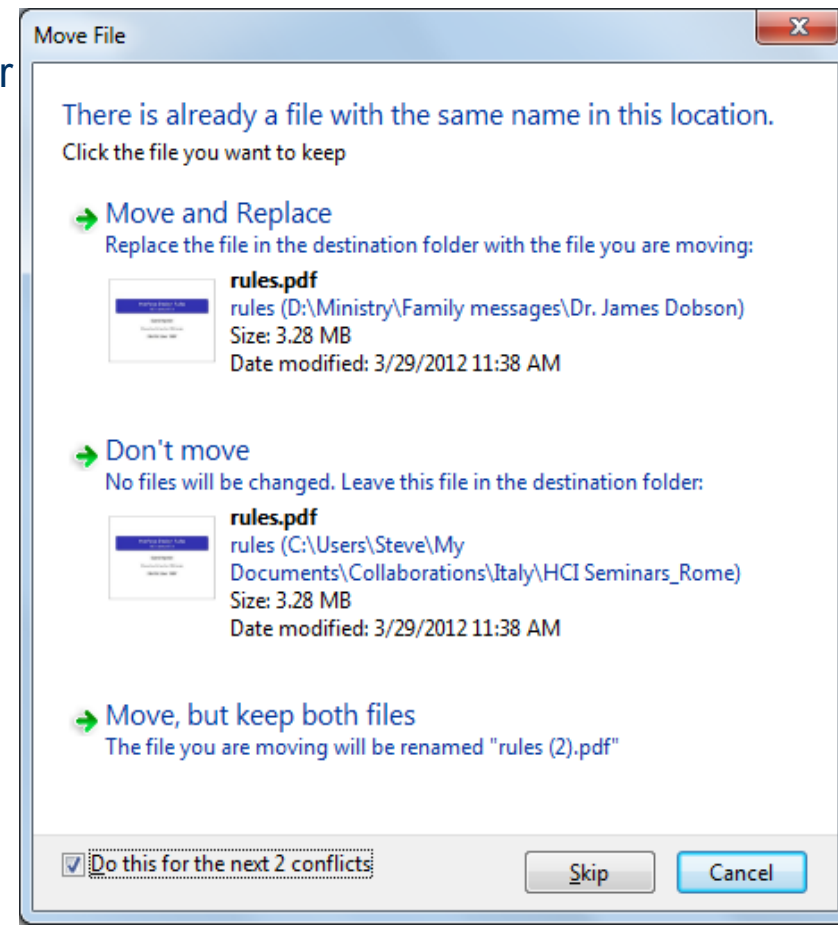 Move File
r
There is already a file with the same name in this location.
Click the file you want to keep
Move and Replace
Replace the file in the destination folder with the file you are moving:
rules.pdf
rules (D:\Ministry\Family messages\Dr. James Dobson)
Size: 3.28 MB
Date modified: 3/29/2012 11:38 AM
Don't move
No files will be changed. Leave this file in the destination folder:
rules.pdf
rules (C:\Users\Steve\My
Documents\Collaborations\Italy\HCI Seminars_Rome)
Size: 3.28 MB
Date modified: 3/29/2012 11:38 AM
Move, but keep both files
The file you are moving will be renamed "rules (2).pdf"
Do this for the next 2 conflicts
Skip
Cancel